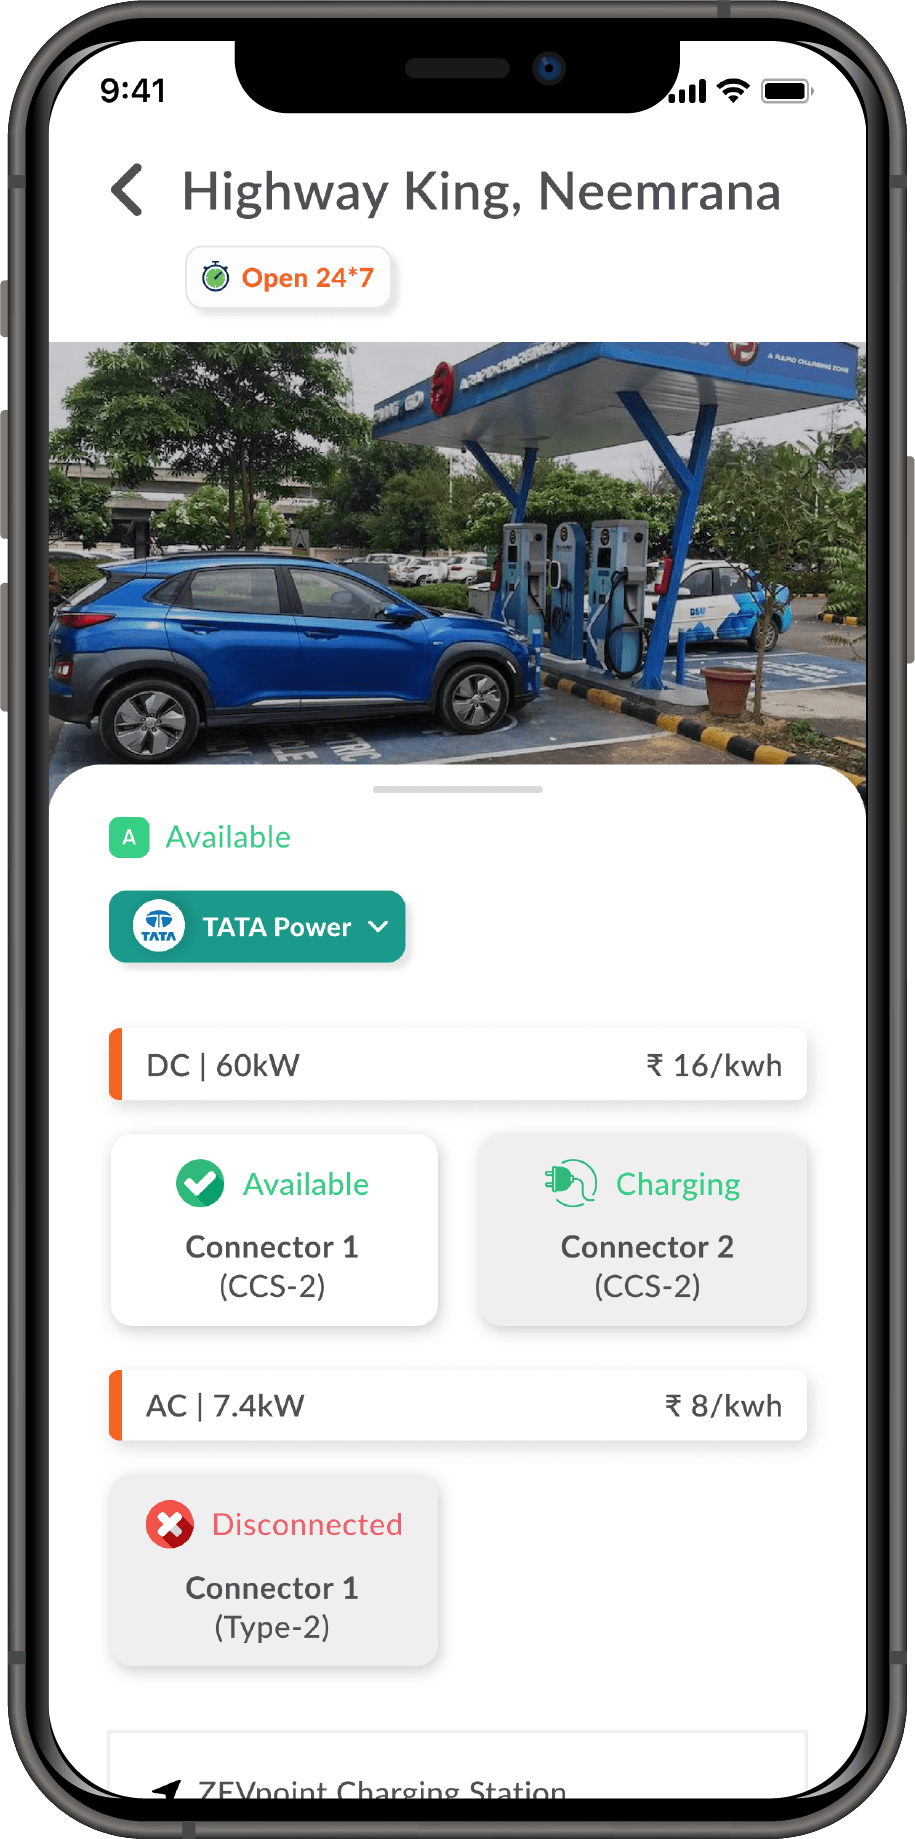 9:41
Highway King, Neemrana
Open 24*7
A RAPID CHARGING ZONE
A Available
TATA
TATA Power
DC | 60kW ₹ 16/kwh
Available
Connector 1
(CCS-2)
Charging
Connector 2
(CCS-2)
AC | 7.4kW ₹ 8/kwh
Disconnected
Connector 1
(Type-2)
ZEVpoint Charging Station